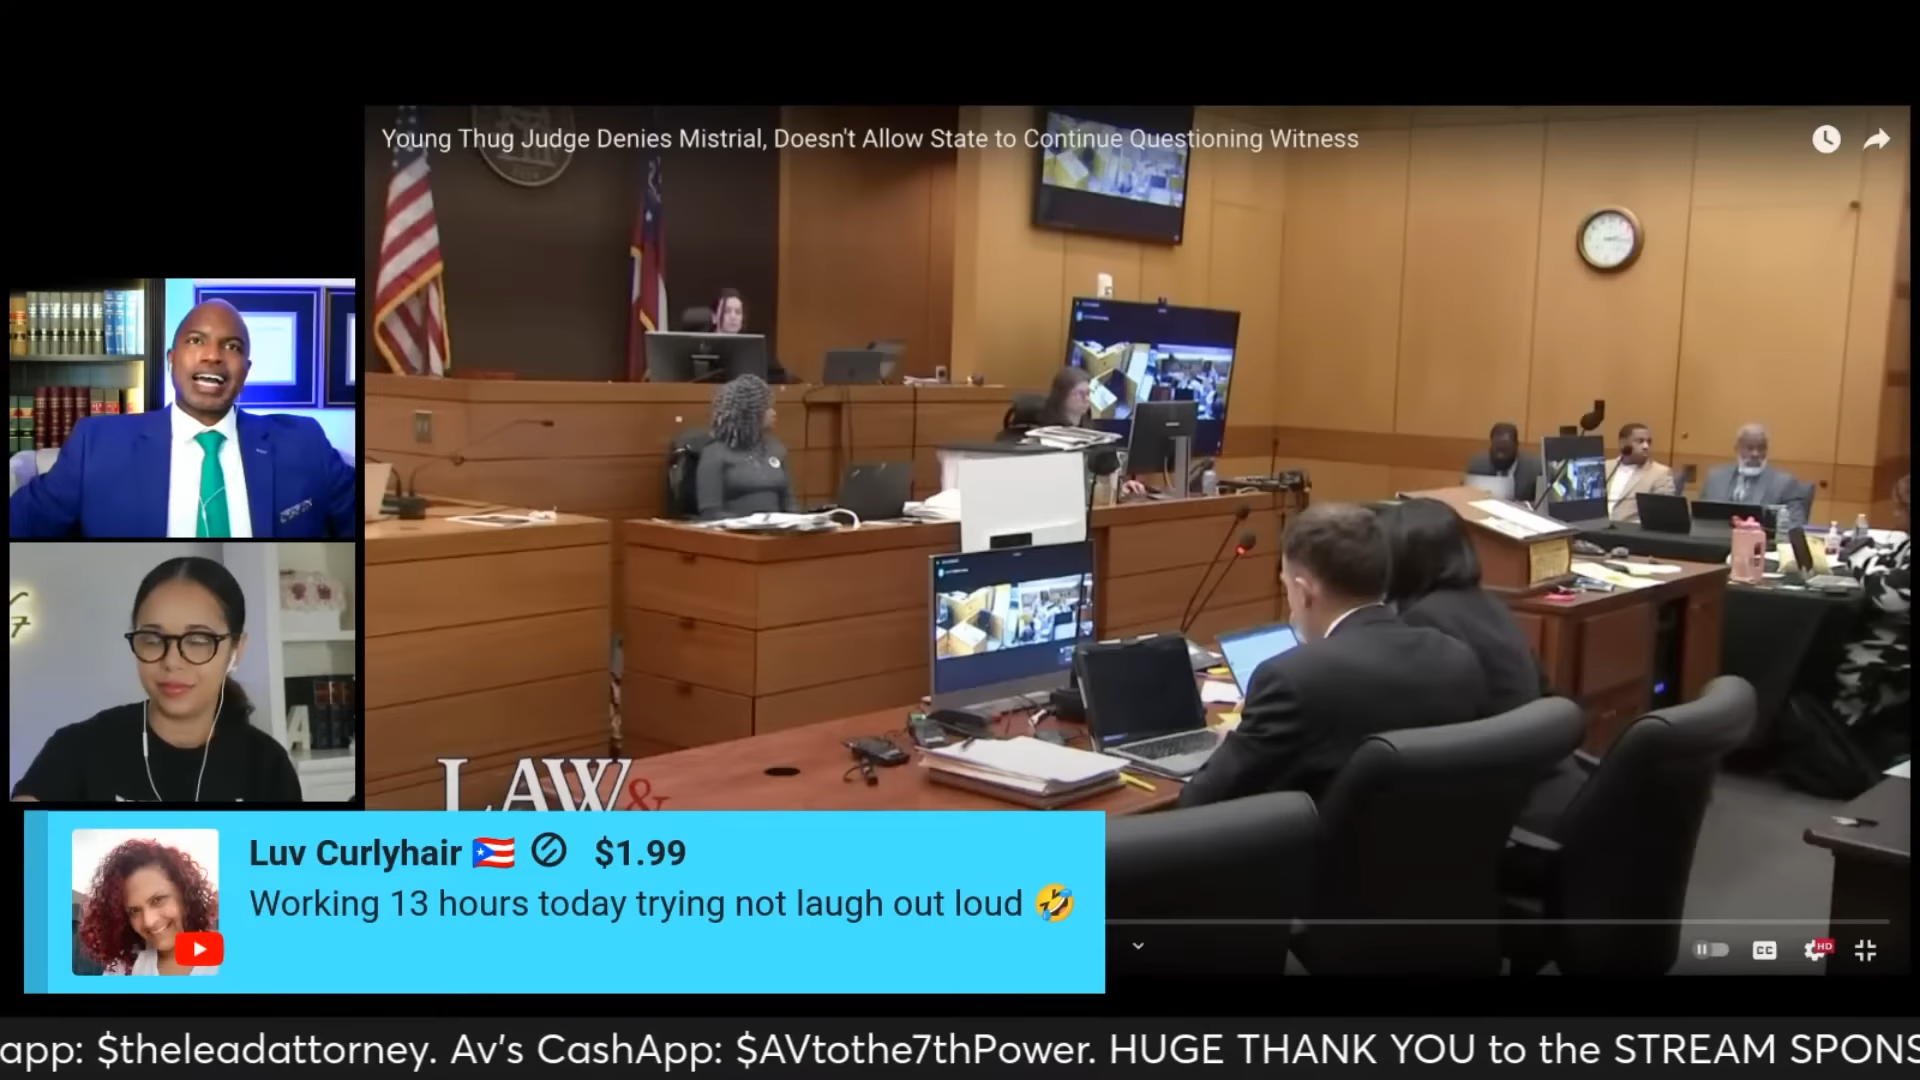 Young Thug Judge Denies Mistrial, Doesn't Allow State to Continue Questioning Witness
LAW&
Luv Curlyhair 🇵🇷 $1.99
Working 13 hours today trying not laugh out loud 🤣
CC
HD
app: $theleadattorney. Av's CashApp: $AVtothe7thPower. HUGE THANK YOU to the STREAM SPONS